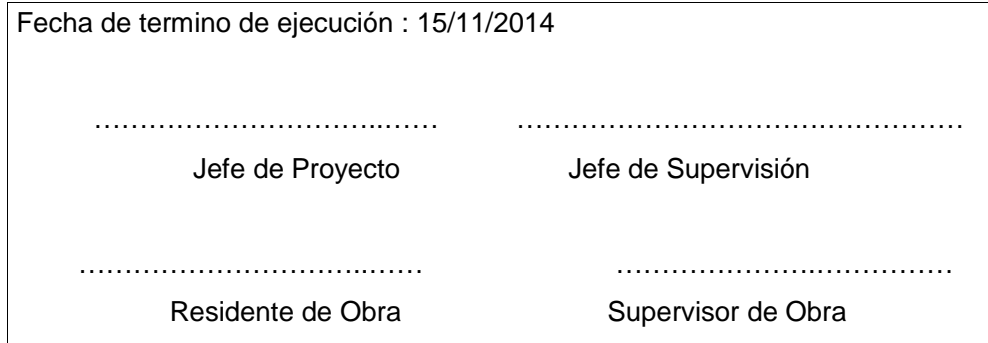 Fecha de termino de ejecución : 15/11/2014
…………………………..…… …………………………………………
Jefe de Proyecto Jefe de Supervisión
…………………………..…… ………………….……………
Residente de Obra Supervisor de Obra